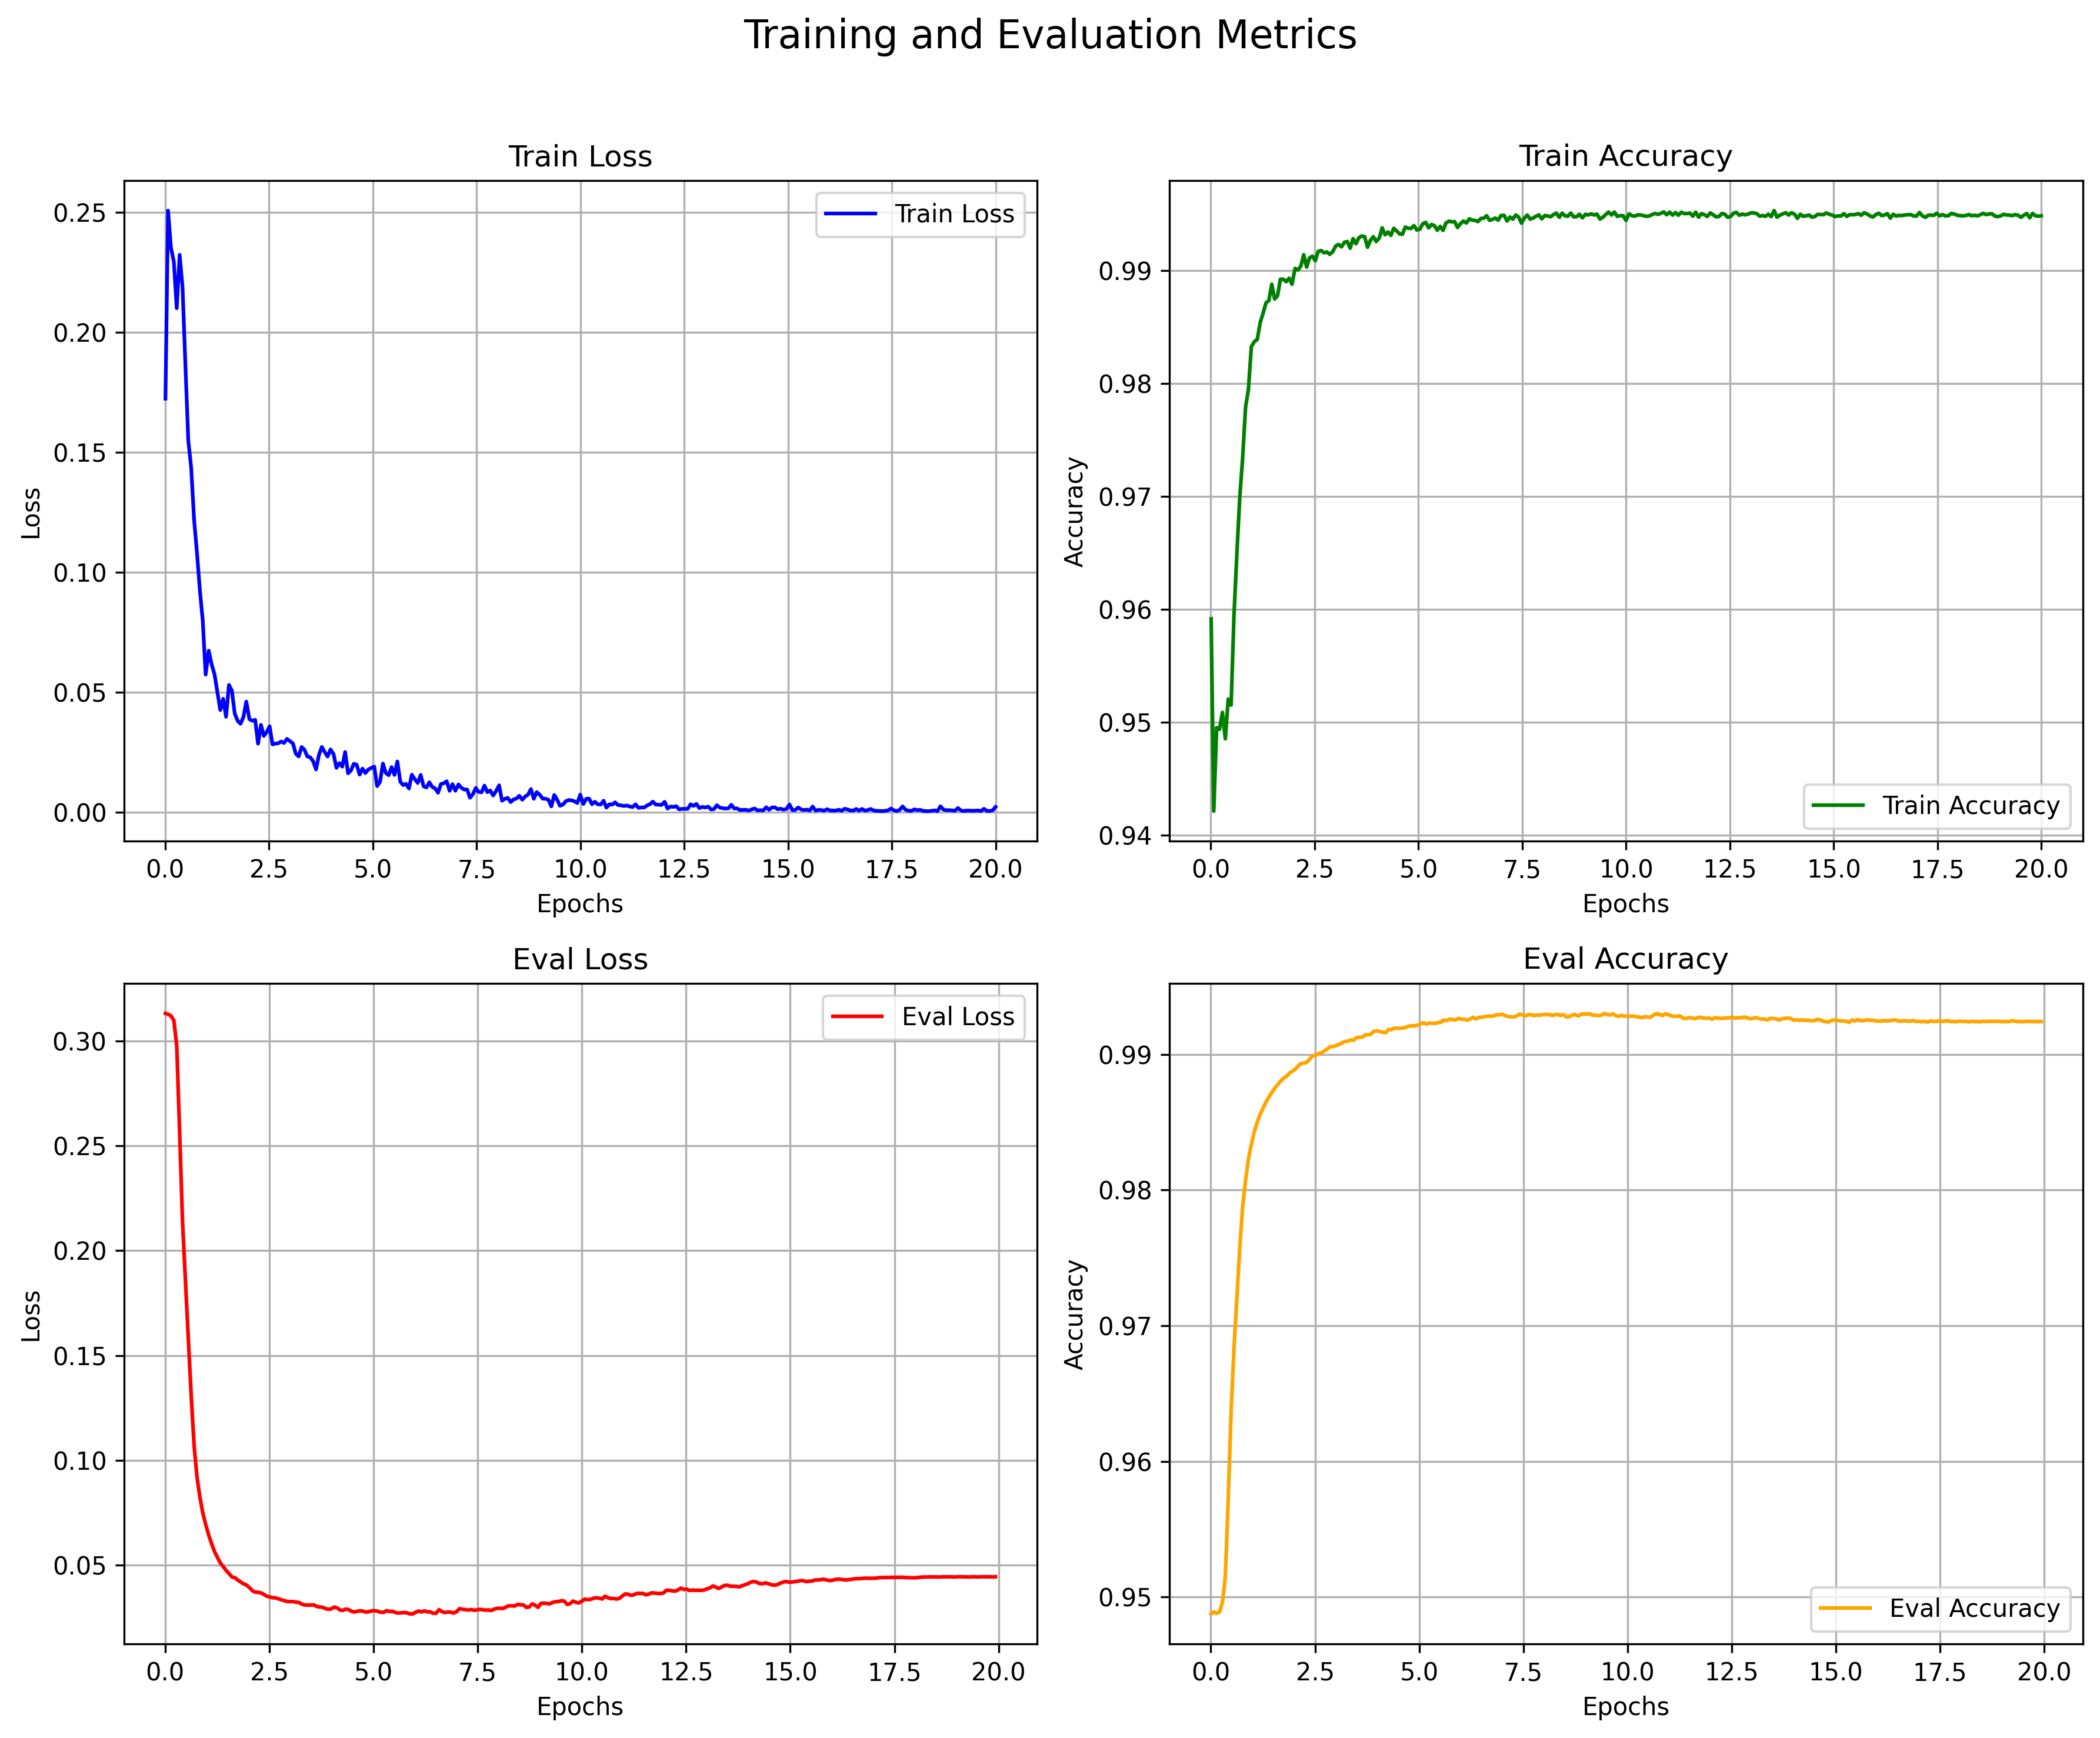 Training and Evaluation Metrics
Train Loss
0.25
0.20
0.15
0.10
0.05
0.00
Loss
0.0 2.5 5.0 7.5 10.0 12.5 15.0 17.5 20.0
Epochs
Train Loss
Train Accuracy
0.99
0.98
0.97
0.96
0.95
0.94
Accuracy
0.0 2.5 5.0 7.5 10.0 12.5 15.0 17.5 20.0
Epochs
Train Accuracy
Eval Loss
0.30
0.25
0.20
0.15
0.10
0.05
Loss
0.0 2.5 5.0 7.5 10.0 12.5 15.0 17.5 20.0
Epochs
Eval Loss
Eval Accuracy
0.99
0.98
0.97
0.96
0.95
Accuracy
0.0 2.5 5.0 7.5 10.0 12.5 15.0 17.5 20.0
Epochs
Eval Accuracy